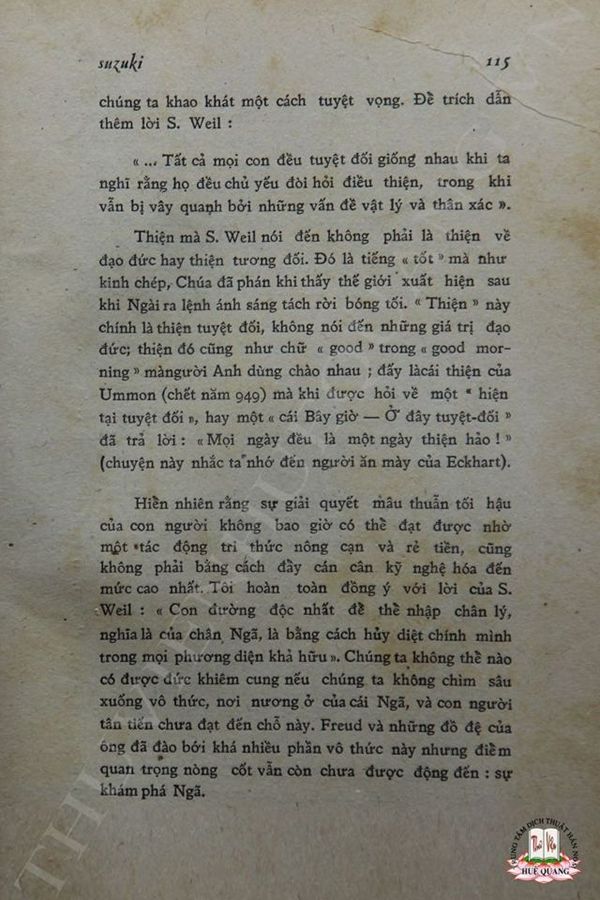 suzuki 115
chúng ta khao khát một cách tuyệt vọng. Đề trích dẫn
thêm lời S. Weil :
« ... Tất cả mọi con đều tuyệt đối giống nhau khi ta
nghĩ rằng họ đều chủ yếu đòi hỏi điều thiện, trong khi
vẫn bị vây quanh bởi những vấn đề vật lý và thân xác ».
Thiện mà S. Weil nói đến không phải là thiện về
đạo đức hay thiện tương đối. Đó là tiếng « tốt » mà như
kinh chép, Chúa đã phán khi thấy thế giới xuất hiện sau
khi Ngài ra lệnh ánh sáng tách rời bóng tối. « Thiện » này
chính là thiện tuyệt đối, không nói đến những giá trị đạo
đức; thiện đó cũng như chữ « good » trong « good mor-
ning » màngười Anh dùng chào nhau ; đấy làcái thiện của
Ummon (chết năm 949) mà khi được hỏi về một « hiện
tại tuyệt đối », hay một « cái Bây giờ — Ở đây tuyệt-đối »
đã trả lời : « Mọi ngày đều là một ngày thiện hảo ! »
(chuyện này nhắc ta nhớ đến người ăn mày của Eckhart).
Hiền nhiên rằng sự giải quyết mâu thuẫn tối hậu
của con người không bao giờ có thề đạt được nhờ
một tác động tri thức nông cạn và rẻ tiền, cũng
không phải bằng cách đầy cán cân kỹ nghệ hóa đến
mức cao nhất. Tôi hoàn toàn đồng ý với lời của S.
Weil : « Con đường độc nhất đề thề nhập chân lý,
nghĩa là của chân Ngã, là bằng cách hủy diệt chính mình
trong mọi phương diện khả hữu ». Chúng ta không thề nào
có được đức khiêm cung nếu chúng ta không chìm sâu
xuống vô thức, nơi nương ở của cái Ngã, và con người
tân tiến chưa đạt đến chỗ này. Freud và những đồ đệ của
ông đã đào bới khá nhiều phần vô thức này nhưng điềm
quan trọng nòng cốt vẫn còn chưa được động đến : sự
khám phá Ngã.
TRUNG TÂM DỊCH THUẬT HÁN NÔM
HUỆ QUANG